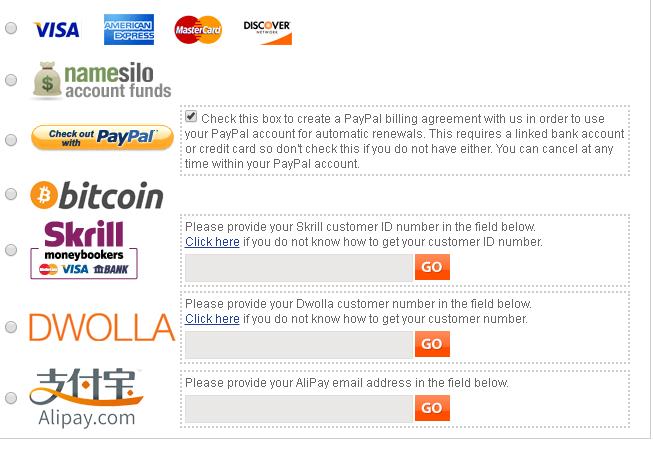 VISA AMERICAN EXPRESS MasterCard DISCOVER NETWORK
$ namesilo
account funds
Check out with PayPal
Check this box to create a PayPal billing agreement with us in order to use
your PayPal account for automatic renewals. This requires a linked bank account
or credit card so don't check this if you do not have either. You can cancel at any
time within your PayPal account.
bitcoin
Skrill
moneybookers
MasterCard VISA BANK
Please provide your Skrill customer ID number in the field below.
Click here if you do not know how to get your customer ID number.
GO
DWOLLA
Please provide your Dwolla customer number in the field below.
Click here if you do not know how to get your customer number.
GO
支付宝
Alipay.com
Please provide your AliPay email address in the field below.
GO